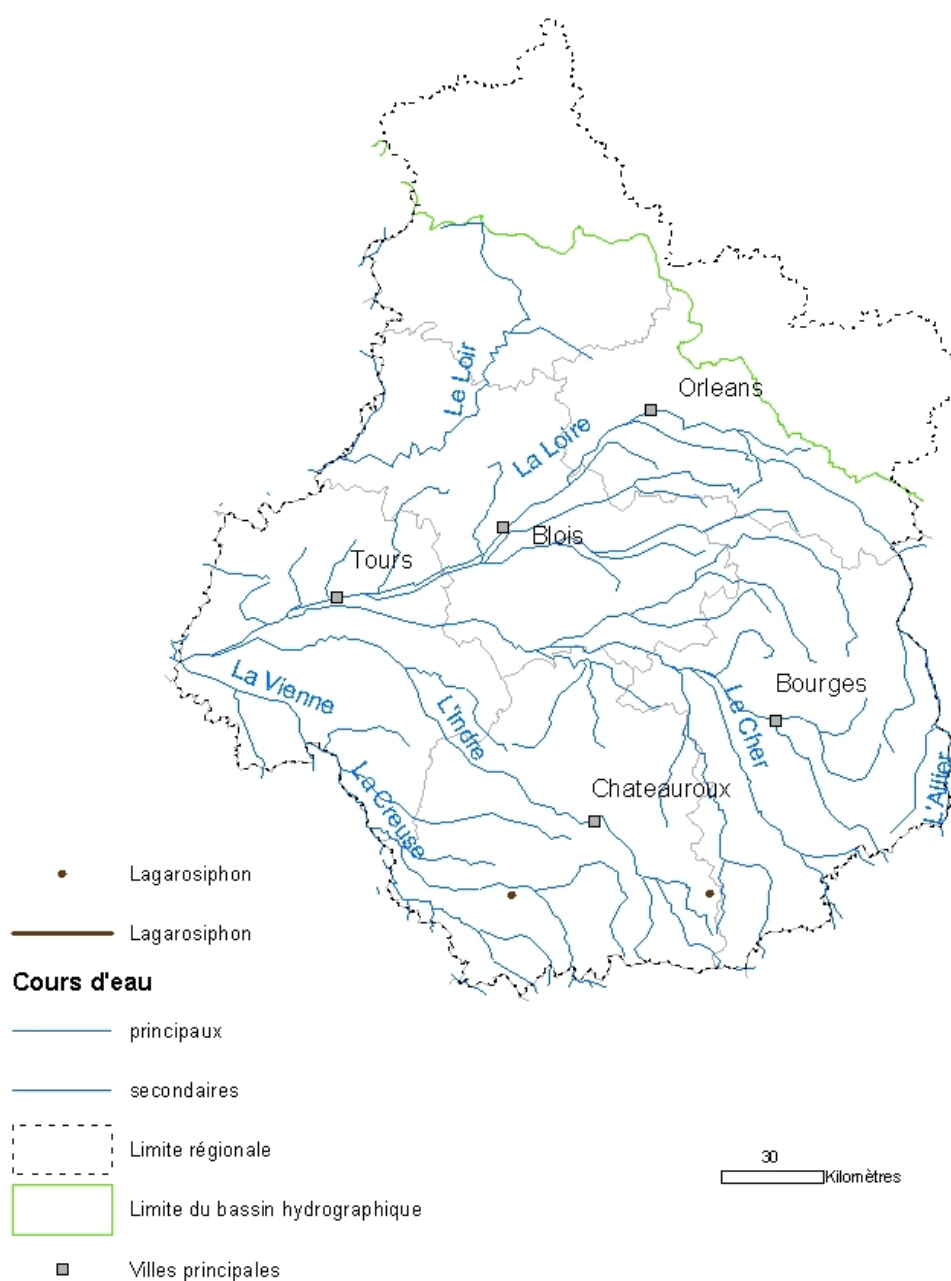 Orleans
Le Loir
La Loire
Blois
Tours
La Vienne
L'Indre
Le Cher
Bourges
L'Allier
La Creuse
Chateauroux
Lagarosiphon
Lagarosiphon
Cours d'eau
principaux
secondaires
Limite régionale
30
Kilomètres
Limite du bassin hydrographique
Villes principales